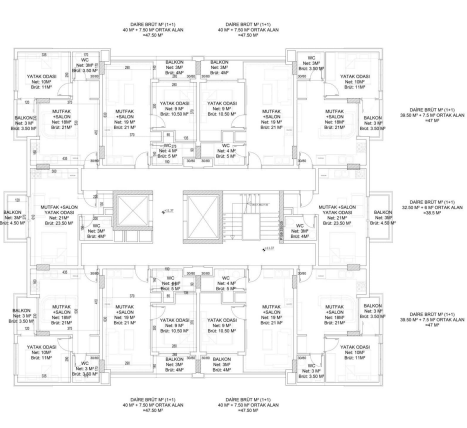 DAİRE BRÜT M² (1+1)
40 M² + 7.50 M² ORTAK ALAN
=47.50 M²
DAİRE BRÜT M² (1+1)
40 M² + 7.50 M² ORTAK ALAN
=47.50 M²
YATAK ODASI
Net: 10M²
Brüt: 11M²
WC
Net: 3M²
Brüt: 3.50 M²
BALKON
Net: 3M²
Brüt: 4M²
BALKON
Net: 3M²
Brüt: 4M²
WC
Net: 3M²
Brüt: 3.50 M²
YATAK ODASI
Net: 10M²
Brüt: 11M²
BALKON
Net: 3 M²
Brüt: 3.50 M²
MUTFAK
+SALON
Net: 18M²
Brüt: 21M²
MUTFAK
+SALON
Net: 19 M²
Brüt: 21 M²
YATAK ODASI
Net: 9 M²
Brüt: 10.50 M²
YATAK ODASI
Net: 9 M²
Brüt: 10.50 M²
MUTFAK
+SALON
Net: 19 M²
Brüt: 21 M²
MUTFAK
+SALON
Net: 18M²
Brüt: 21M²
BALKON
Net: 3 M²
Brüt: 3.50 M²
DAİRE BRÜT M² (1+1)
39.50 M² + 7.5 M² ORTAK ALAN
=47 M²
WC
Net: 4 M²
Brüt: 5 M²
WC
Net: 4 M²
Brüt: 5 M²
BALKON
Net: 3M²
Brüt: 4.50 M²
MUTFAK +SALON
YATAK ODASI
Net: 21M²
Brüt: 23.50 M²
WC
Net: 3M²
Brüt: 4M²
WC
Net: 3M²
Brüt: 4M²
MUTFAK +SALON
YATAK ODASI
Net: 21M²
Brüt: 23.50 M²
BALKON
Net: 3M²
Brüt: 4.50 M²
DAİRE BRÜT M² (1+1)
32.50 M² + 6 M² ORTAK ALAN
=38.5 M²
BALKON
Net: 3 M²
Brüt: 3.50 M²
MUTFAK
+SALON
Net: 18M²
Brüt: 21M²
MUTFAK
+SALON
Net: 19 M²
Brüt: 21 M²
WC
Net: 4 M²
Brüt: 5 M²
WC
Net: 4 M²
Brüt: 5 M²
YATAK ODASI
Net: 9 M²
Brüt: 10.50 M²
YATAK ODASI
Net: 9 M²
Brüt: 10.50 M²
MUTFAK
+SALON
Net: 19 M²
Brüt: 21 M²
MUTFAK
+SALON
Net: 18M²
Brüt: 21M²
BALKON
Net: 3 M²
Brüt: 3.50 M²
DAİRE BRÜT M² (1+1)
39.50 M² + 7.5 M² ORTAK ALAN
=47 M²
YATAK ODASI
Net: 10M²
Brüt: 11M²
WC
Net: 3 M²
Brüt: 3.50 M²
BALKON
Net: 3M²
Brüt: 4M²
BALKON
Net: 3M²
Brüt: 4M²
WC
Net: 3 M²
Brüt: 3.50 M²
YATAK ODASI
Net: 10M²
Brüt: 11M²
DAİRE BRÜT M² (1+1)
40 M² + 7.50 M² ORTAK ALAN
=47.50 M²
DAİRE BRÜT M² (1+1)
40 M² + 7.50 M² ORTAK ALAN
=47.50 M²